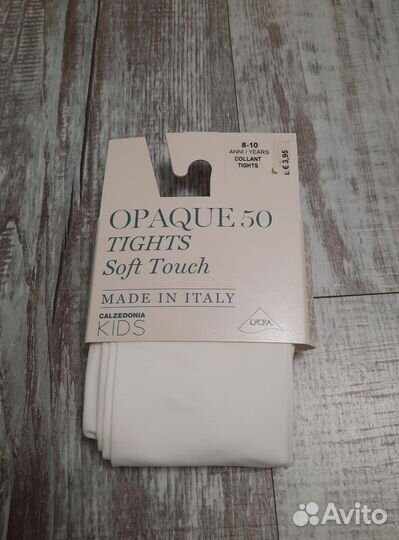 8-10
ANNI / YEARS
COLLANT
TIGHTS
€ 3,95
OPAQUE 50
TIGHTS
Soft Touch
MADE IN ITALY
CALZEDONIA
KIDS
LYCRA
Avito